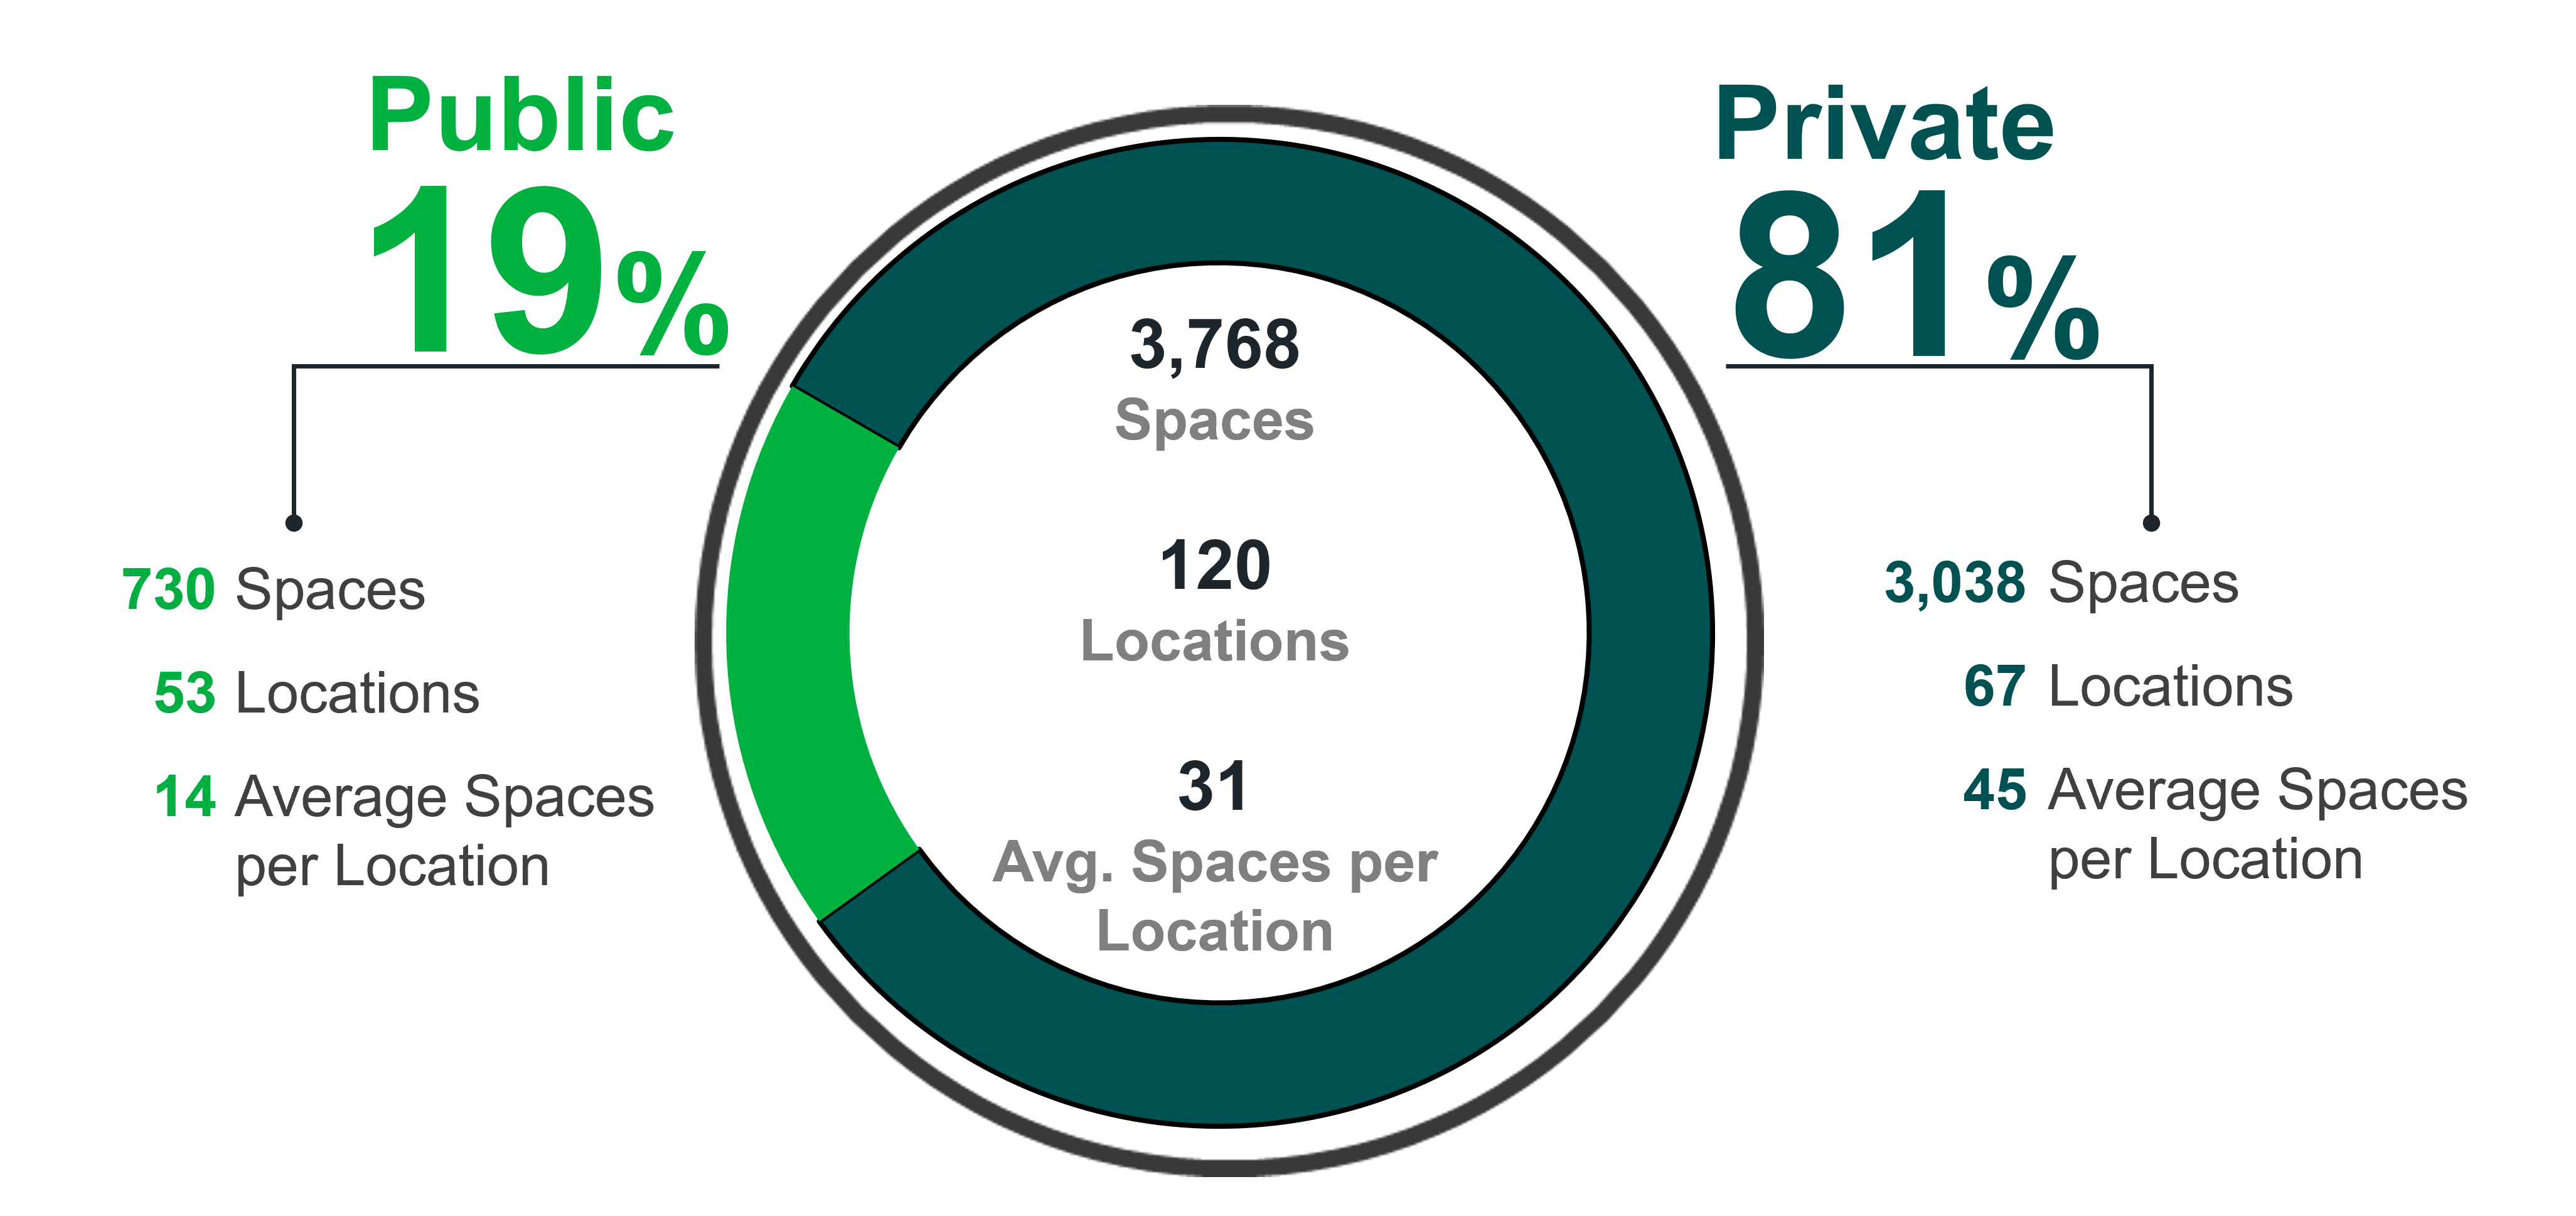 Public
19%
730 Spaces
53 Locations
14 Average Spaces
per Location
3,768
Spaces
120
Locations
31
Avg. Spaces per
Location
Private
81%
3,038 Spaces
67 Locations
45 Average Spaces
per Location